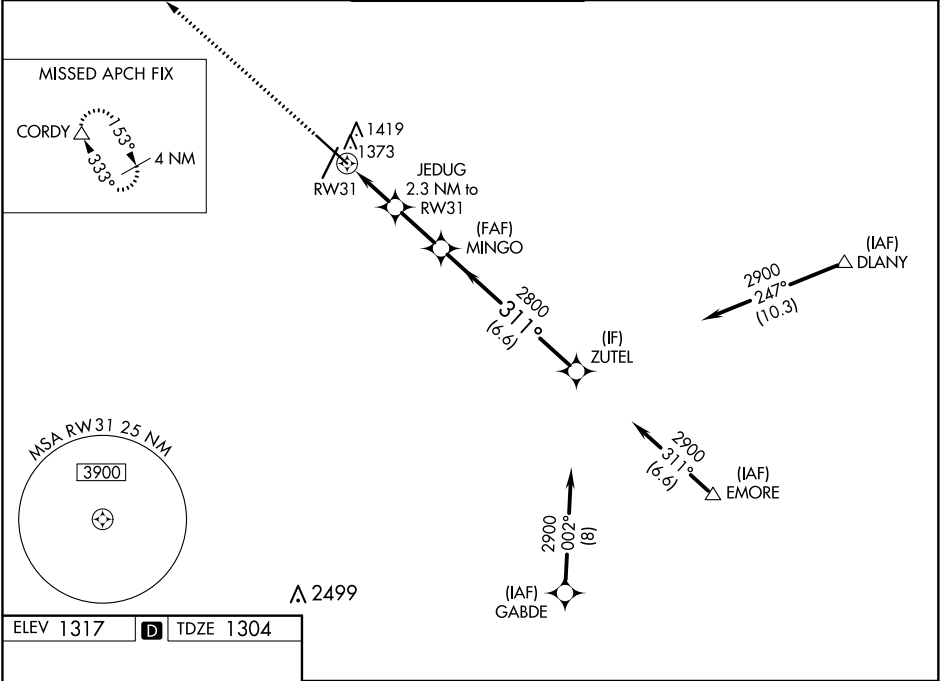 MISSED APCH FIX
CORDY
153°
333°
4 NM
1419
1373
RW31
JEDUG
2.3 NM to
RW31
(FAF)
MINGO
2800
311°
(6.6)
(IF)
ZUTEL
(IAF)
DLANY
2900
247°
(10.3)
2900
311°
(6.6)
(IAF)
EMORE
2900
002°
(8)
(IAF)
GABDE
MSA RW31 25 NM
3900
2499
ELEV 1317 D TDZE 1304